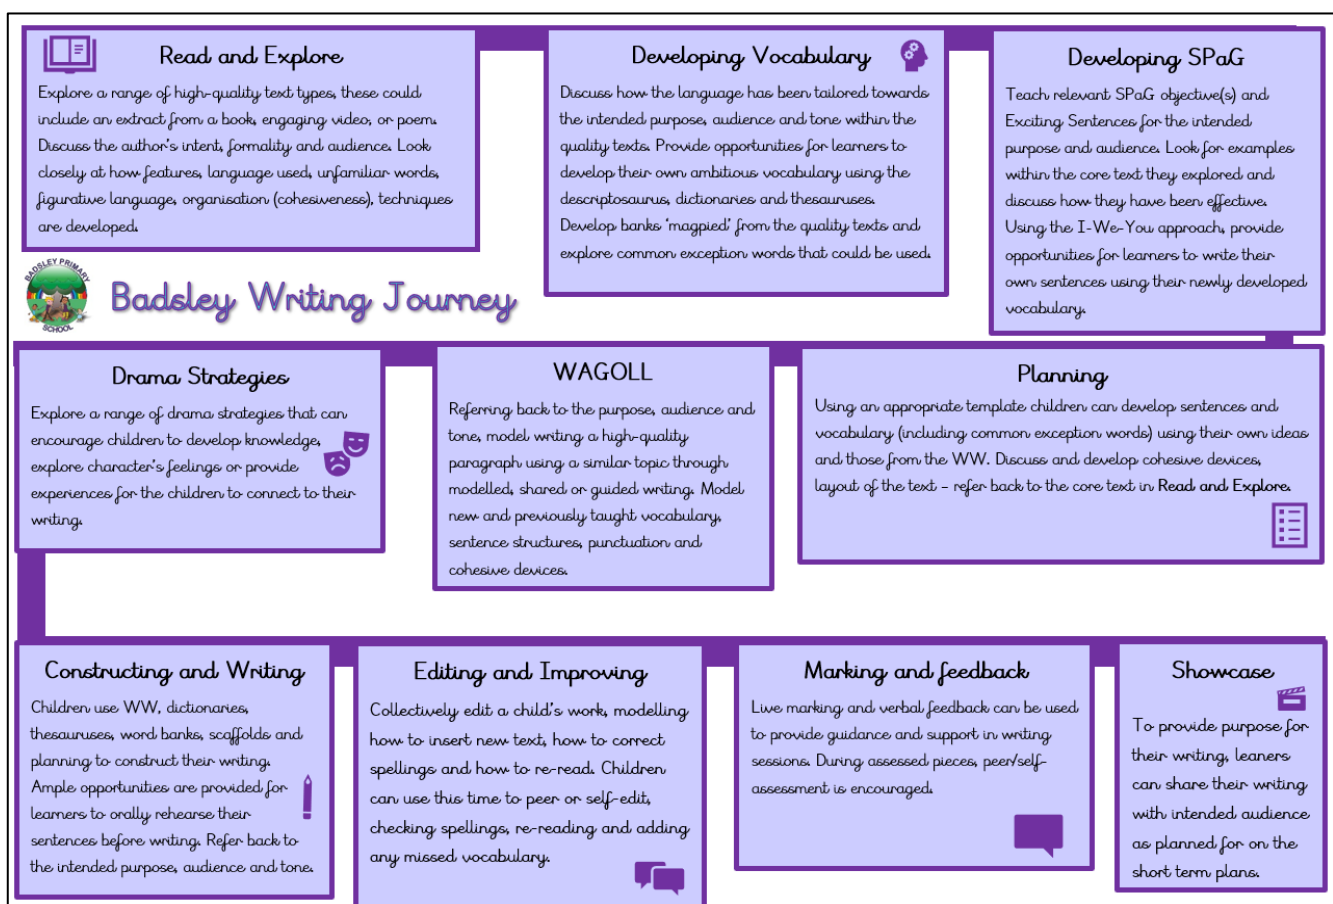 Read and Explore
Explore a range of high-quality text types, these could
include an extract from a book, engaging video, or poem.
Discuss the author's intent, formality and audience. Look
closely at how features, language used, unfamiliar words,
figurative language, organisation (cohesiveness), techniques
are developed.
Developing Vocabulary
Discuss how the language has been tailored towards
the intended purpose, audience and tone within the
quality texts. Provide opportunities for learners to
develop their own ambitious vocabulary using the
descriptosaurus, dictionaries and thesauruses.
Develop banks 'magpied' from the quality texts and
explore common exception words that could be used.
Developing SPaG
Teach relevant SPaG objective(s) and
Exciting Sentences for the intended
purpose and audience. Look for examples
within the core text they explored and
discuss how they have been effective.
Using the I-We-You approach, provide
opportunities for learners to write their
own sentences using their newly developed
vocabulary.
BADSLEY PRIMARY
SCHOOL
Badsley Writing Journey
Drama Strategies
Explore a range of drama strategies that can
encourage children to develop knowledge,
explore character's feelings or provide
experiences for the children to connect to their
writing.
WAGOLL
Referring back to the purpose, audience and
tone, model writing a high-quality
paragraph using a similar topic through
modelled, shared or guided writing. Model
new and previously taught vocabulary,
sentence structures, punctuation and
cohesive devices.
Planning
Using an appropriate template children can develop sentences and
vocabulary (including common exception words) using their own ideas
and those from the WW. Discuss and develop cohesive devices,
layout of the text – refer back to the core text in Read and Explore.
Constructing and Writing
Children use WW, dictionaries,
thesauruses, word banks, scaffolds and
planning to construct their writing.
Ample opportunities are provided for
learners to orally rehearse their
sentences before writing. Refer back to
the intended purpose, audience and tone.
Editing and Improving
Collectively edit a child's work, modelling
how to insert new text, how to correct
spellings and how to re-read. Children
can use this time to peer or self-edit,
checking spellings, re-reading and adding
any missed vocabulary.
Marking and feedback
Live marking and verbal feedback can be used
to provide guidance and support in writing
sessions. During assessed pieces, peer/self-
assessment is encouraged.
Showcase
To provide purpose for
their writing, leaners
can share their writing
with intended audience
as planned for on the
short term plans.